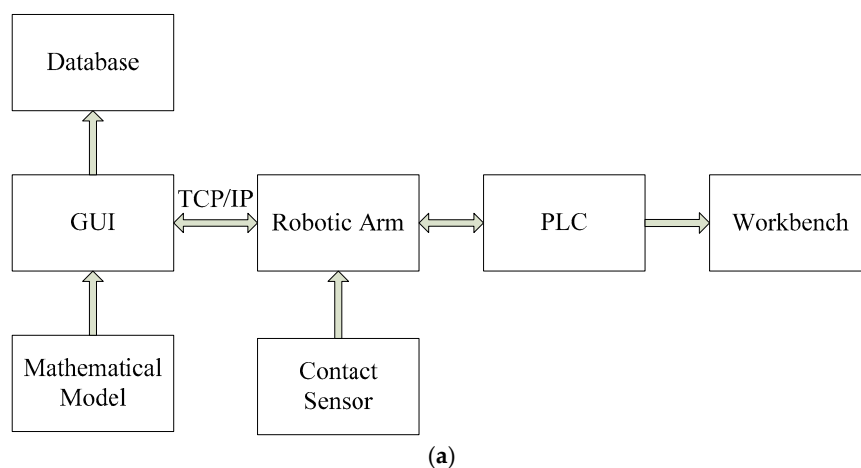 Database
TCP/IP
GUI
Robotic Arm
PLC
Workbench
Mathematical
Model
Contact
Sensor
(a)